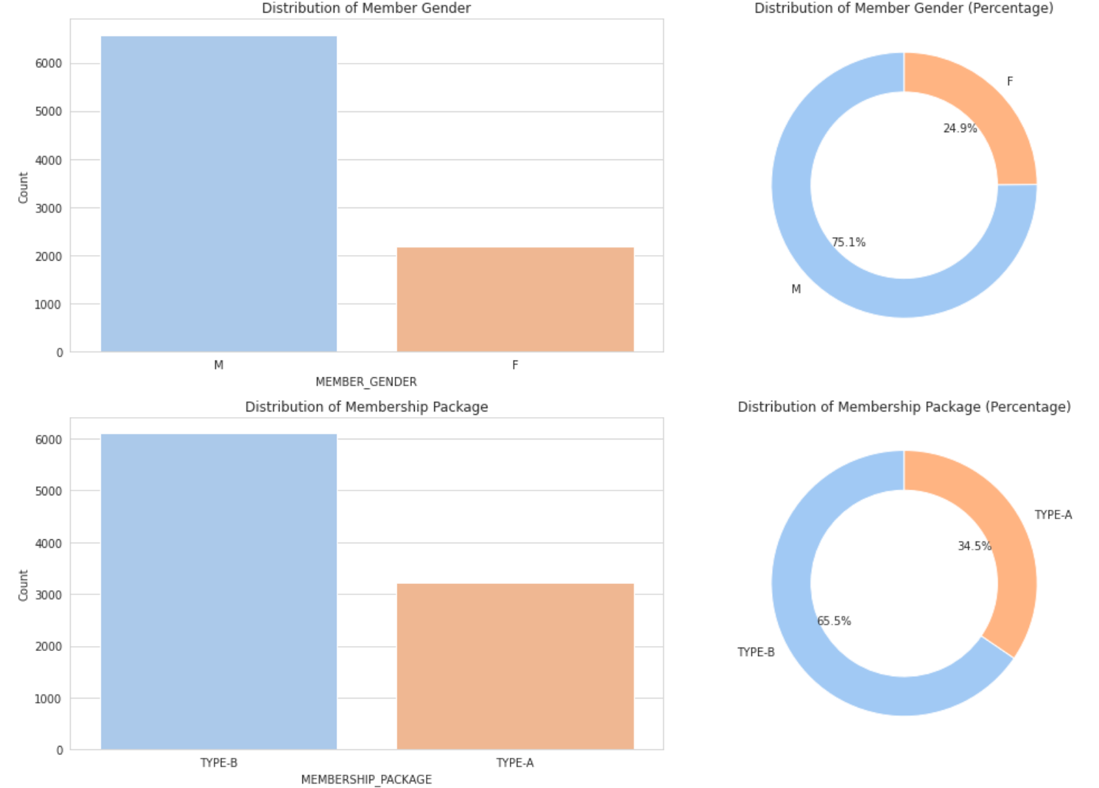 Distribution of Member Gender
6000
5000
4000
3000
2000
1000
0
Count
M
F
MEMBER_GENDER
Distribution of Member Gender (Percentage)
F
24.9%
75.1%
M
Distribution of Membership Package
6000
5000
4000
3000
2000
1000
0
Count
TYPE-B
TYPE-A
MEMBERSHIP_PACKAGE
Distribution of Membership Package (Percentage)
TYPE-A
34.5%
65.5%
TYPE-B